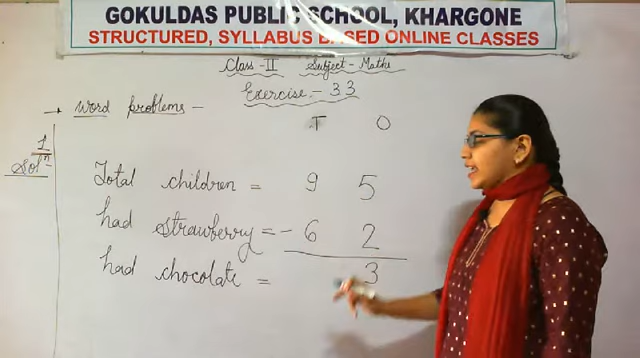 GOKULDAS PUBLIC SCHOOL, KHARGONE
STRUCTURED, SYLLABUS BASED ONLINE CLASSES
Class - II Subject - Maths
Exercise - 33
→ Word problems -
1
Solⁿ
T O
Total children = 9 5
had strawberry = - 6 2
had chocolate = 3